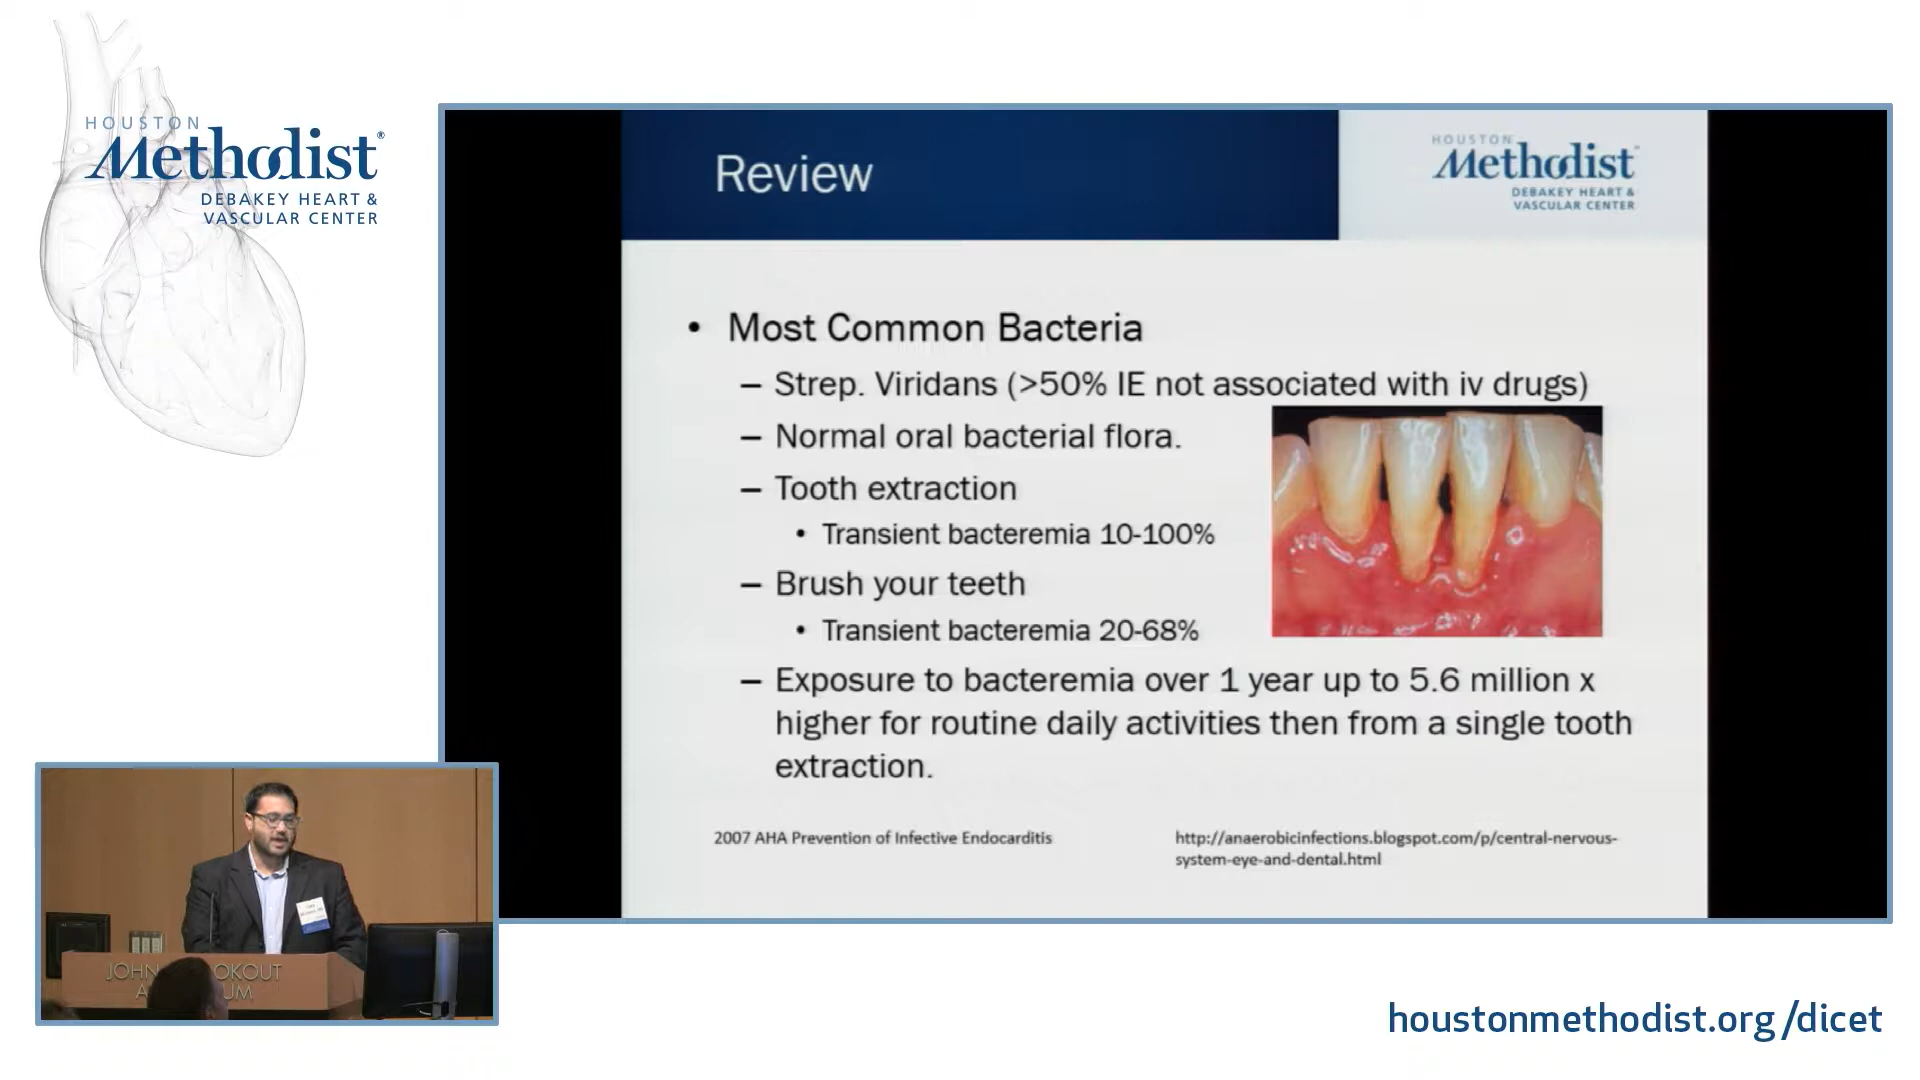 HOUSTON
Methodist®
DEBAKEY HEART &
VASCULAR CENTER
Review
HOUSTON
Methodist
DEBAKEY HEART &
VASCULAR CENTER
• Most Common Bacteria
– Strep. Viridans (>50% IE not associated with iv drugs)
– Normal oral bacterial flora.
– Tooth extraction
• Transient bacteremia 10-100%
– Brush your teeth
• Transient bacteremia 20-68%
– Exposure to bacteremia over 1 year up to 5.6 million x
higher for routine daily activities then from a single tooth
extraction.
2007 AHA Prevention of Infective Endocarditis
http://anaerobicinfections.blogspot.com/p/central-nervous-
system-eye-and-dental.html
JOHN OKOUT
A UM
houstonmethodist.org/dicet